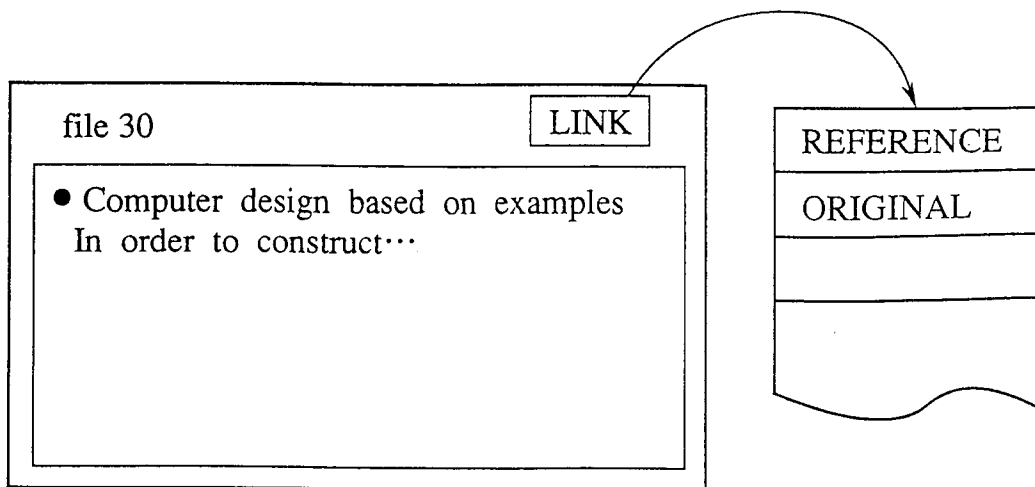 file 30
LINK
● Computer design based on examples
In order to construct⋯
REFERENCE
ORIGINAL